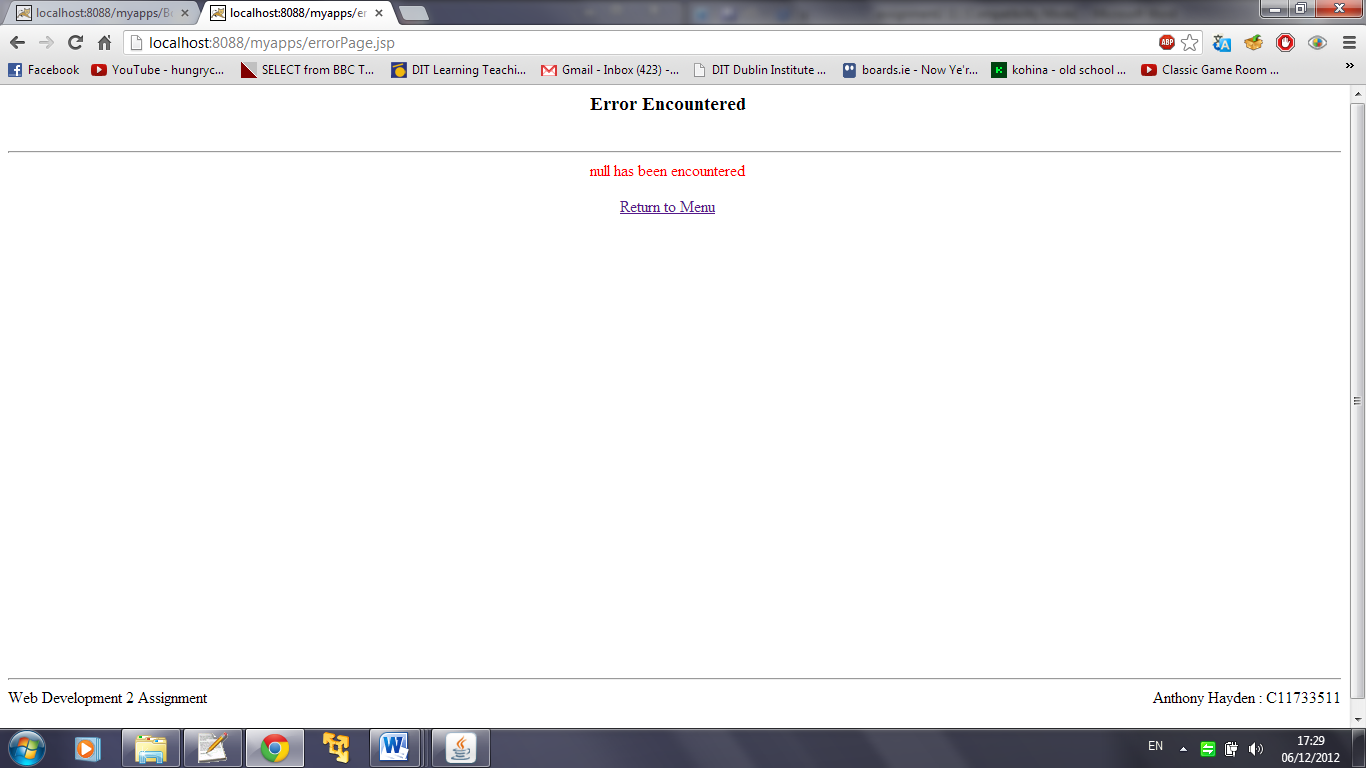 localhost:8088/myapps/B
localhost:8088/myapps/er
localhost:8088/myapps/errorPage.jsp
ABP
Facebook
YouTube - hungryc...
SELECT from BBC T...
DIT Learning Teachi...
Gmail - Inbox (423) -...
DIT Dublin Institute ...
boards.ie - Now Ye'r...
kohina - old school ...
Classic Game Room ...
Error Encountered
null has been encountered
Return to Menu
Web Development 2 Assignment
Anthony Hayden : C11733511
EN
17:29
06/12/2012